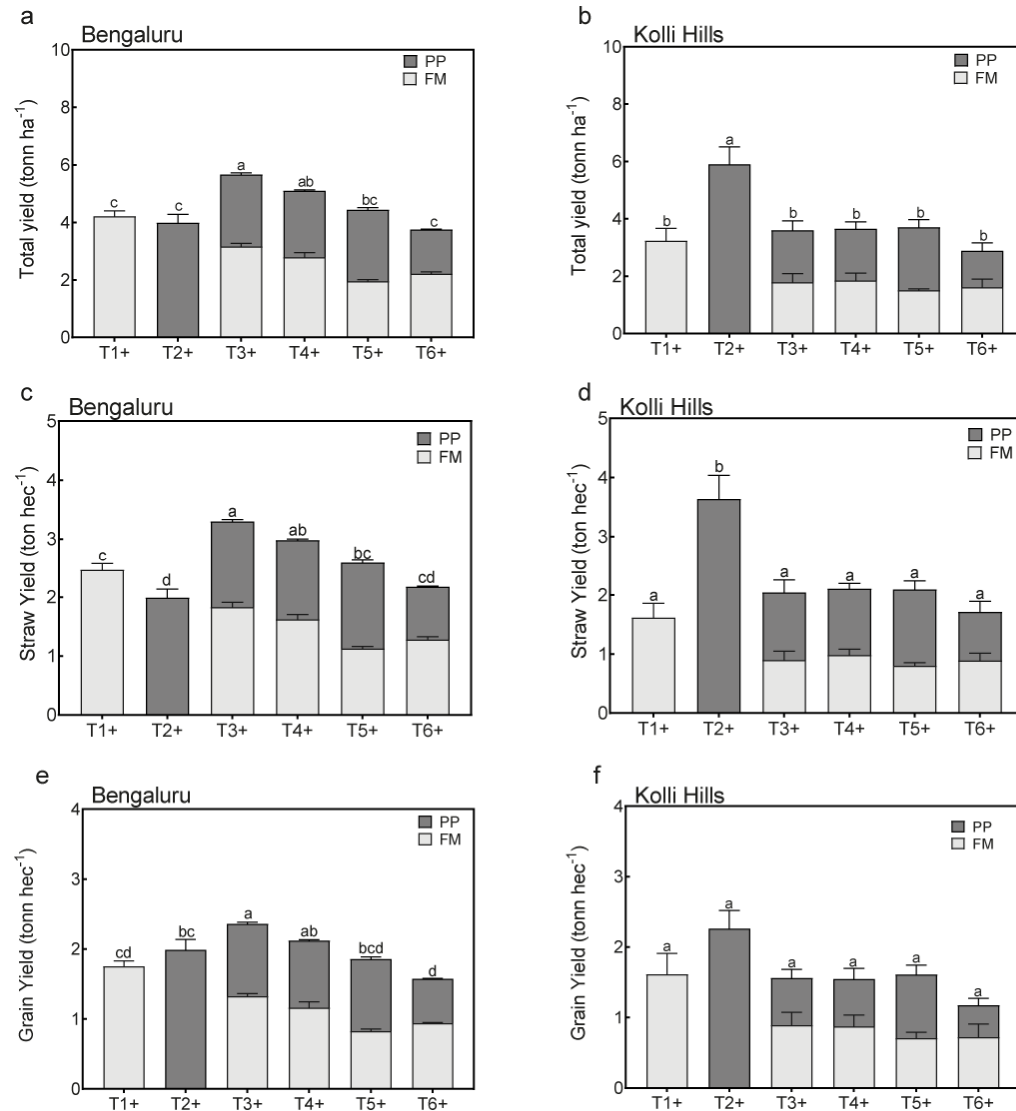 a
Bengaluru
Total yield (tonn ha-1)
10
8
6
4
2
0
PP
FM
c
c
a
ab
bc
c
T1+ T2+ T3+ T4+ T5+ T6+
b
Kolli Hills
Total yield (tonn ha-1)
10
8
6
4
2
0
PP
FM
b
a
b
b
b
b
T1+ T2+ T3+ T4+ T5+ T6+
c
Bengaluru
Straw Yield (ton hec-1)
5
4
3
2
1
0
PP
FM
c
d
a
ab
bc
cd
T1+ T2+ T3+ T4+ T5+ T6+
d
Kolli Hills
Straw Yield (ton hec-1)
5
4
3
2
1
0
PP
FM
a
b
a
a
a
a
T1+ T2+ T3+ T4+ T5+ T6+
e
Bengaluru
Grain Yield (tonn hec-1)
4
3
2
1
0
PP
FM
cd
bc
a
ab
bcd
d
T1+ T2+ T3+ T4+ T5+ T6+
f
Kolli Hills
Grain Yield (tonn hec-1)
4
3
2
1
0
PP
FM
a
a
a
a
a
a
T1+ T2+ T3+ T4+ T5+ T6+